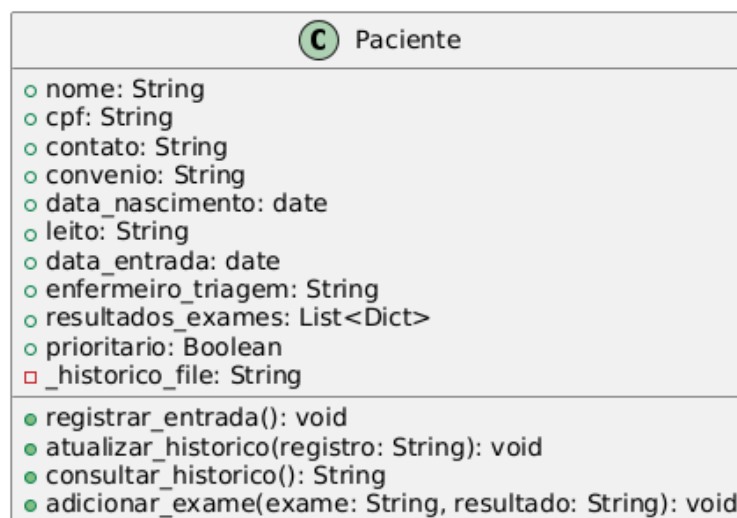 C Paciente
nome: String
cpf: String
contato: String
convenio: String
data_nascimento: date
leito: String
data_entrada: date
enfermeiro_triagem: String
resultados_exames: List<Dict>
prioritario: Boolean
_historico_file: String
registrar_entrada(): void
atualizar_historico(registro: String): void
consultar_historico(): String
adicionar_exame(exame: String, resultado: String): void